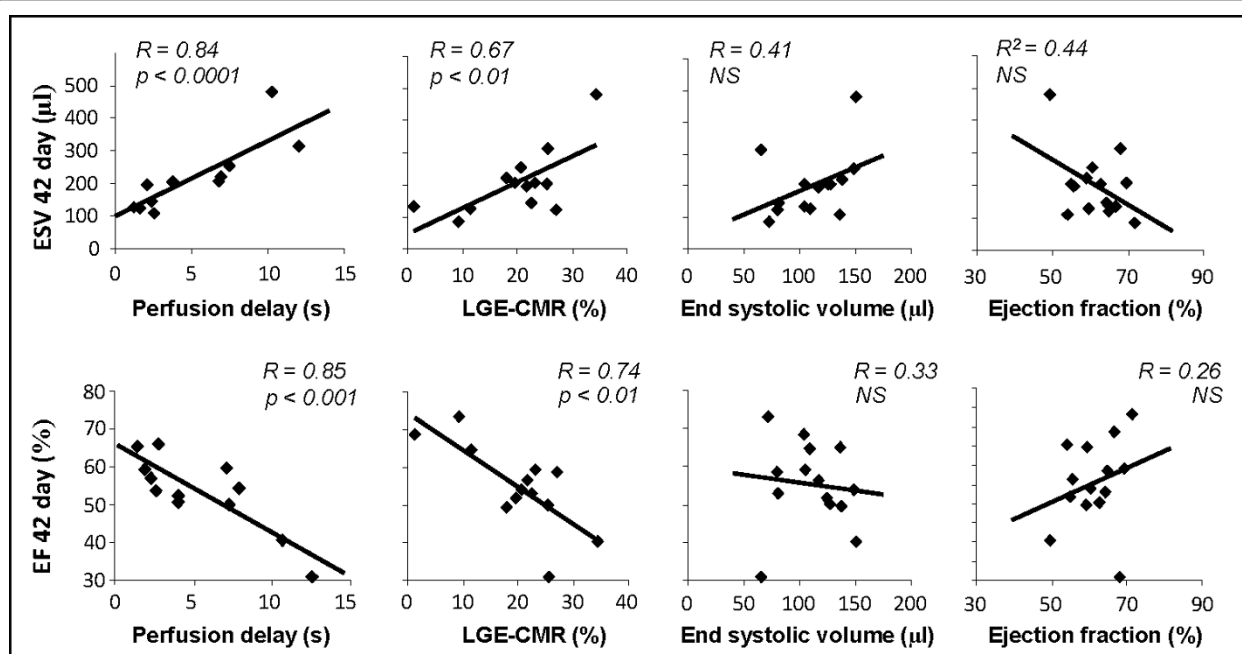 R = 0.84
p < 0.0001
R = 0.67
p < 0.01
R = 0.41
NS
R² = 0.44
NS
ESV 42 day (µl)
500
400
300
200
100
0
0 5 10 15
0 10 20 30 40
0 50 100 150 200
30 50 70 90
Perfusion delay (s)
LGE-CMR (%)
End systolic volume (µl)
Ejection fraction (%)
R = 0.85
p < 0.001
R = 0.74
p < 0.01
R = 0.33
NS
R = 0.26
NS
EF 42 day (%)
80
70
60
50
40
30
0 5 10 15
0 10 20 30 40
0 50 100 150 200
30 50 70 90
Perfusion delay (s)
LGE-CMR (%)
End systolic volume (µl)
Ejection fraction (%)